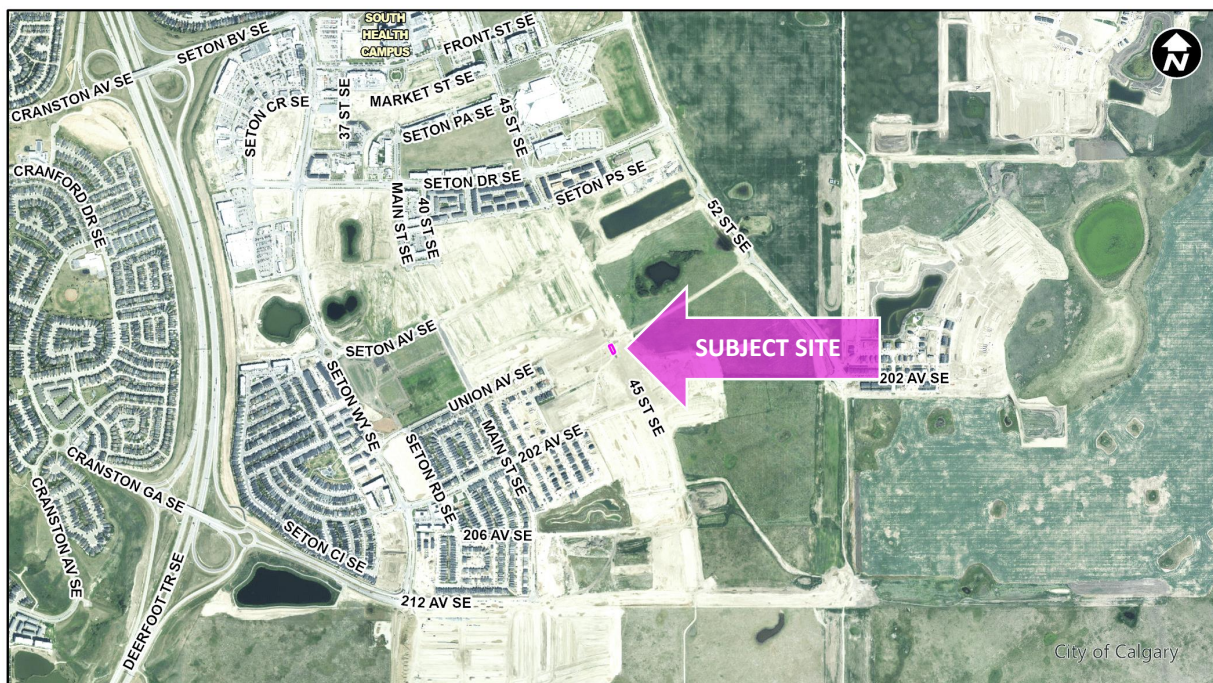 SOUTH
HEALTH
CAMPUS
FRONT ST SE
SETON BV SE
CRANSTON AV SE
MARKET ST SE
37 ST SE
SETON CR SE
45 ST SE
SETON PA SE
CRANFORD DR SE
SETON DR SE
SETON PS SE
MAIN ST SE
40 ST SE
52 ST SE
N
SETON AV SE
SUBJECT SITE
202 AV SE
UNION AV SE
SETON WY SE
45 ST SE
MAIN ST SE
202 AV SE
SETON RD SE
CRANSTON GA SE
CRANSTON AV SE
SETON CI SE
206 AV SE
212 AV SE
DEERFOOT TR SE
City of Calgary